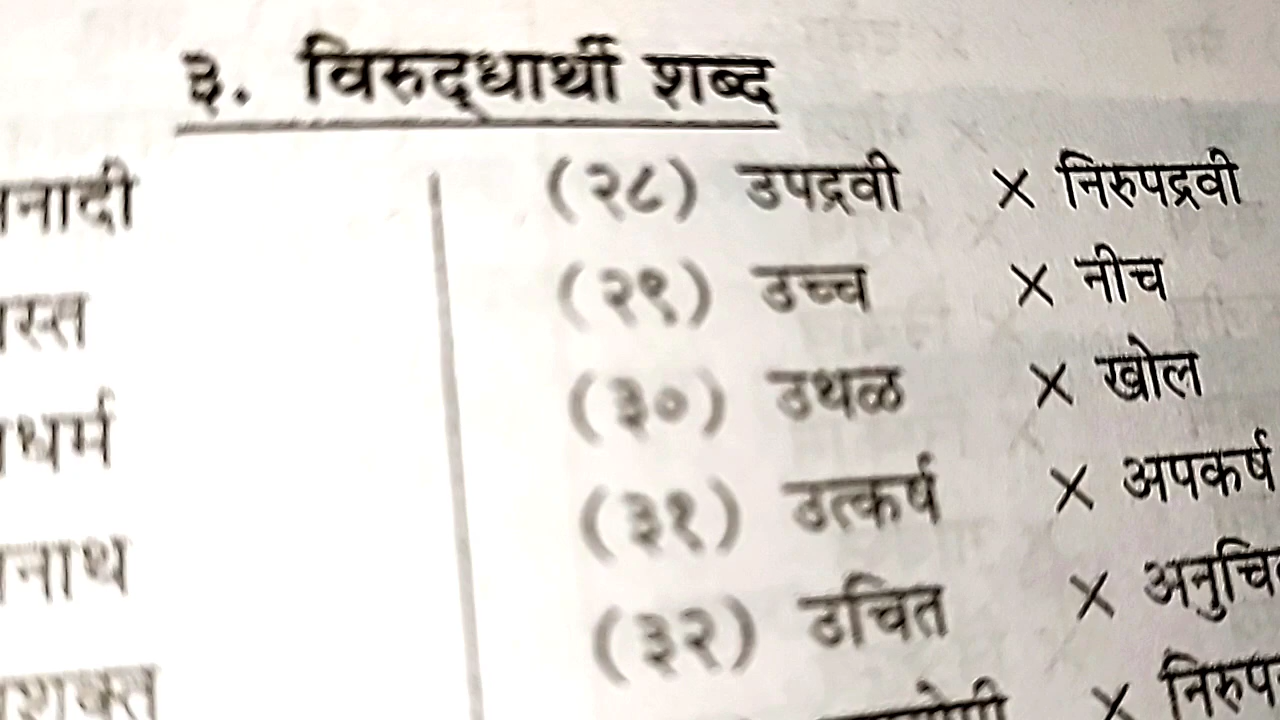 ३. विरुद्धार्थी शब्द
नादी
स्त
धर्म
नाथ
शक्त
(२८) उपद्रवी × निरुपद्रवी
(२९) उच्च × नीच
(३०) उथळ × खोल
(३१) उत्कर्ष × अपकर्ष
(३२) उचित × अनुचि
× निरुप